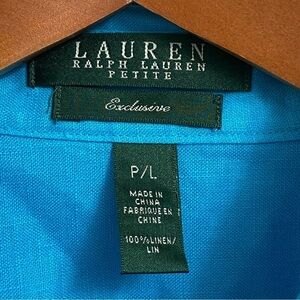 LAUREN
RALPH LAUREN
PETITE
Exclusive
P/L
MADE IN
CHINA
FABRIQUE EN
CHINE
100%LINEN/
LIN